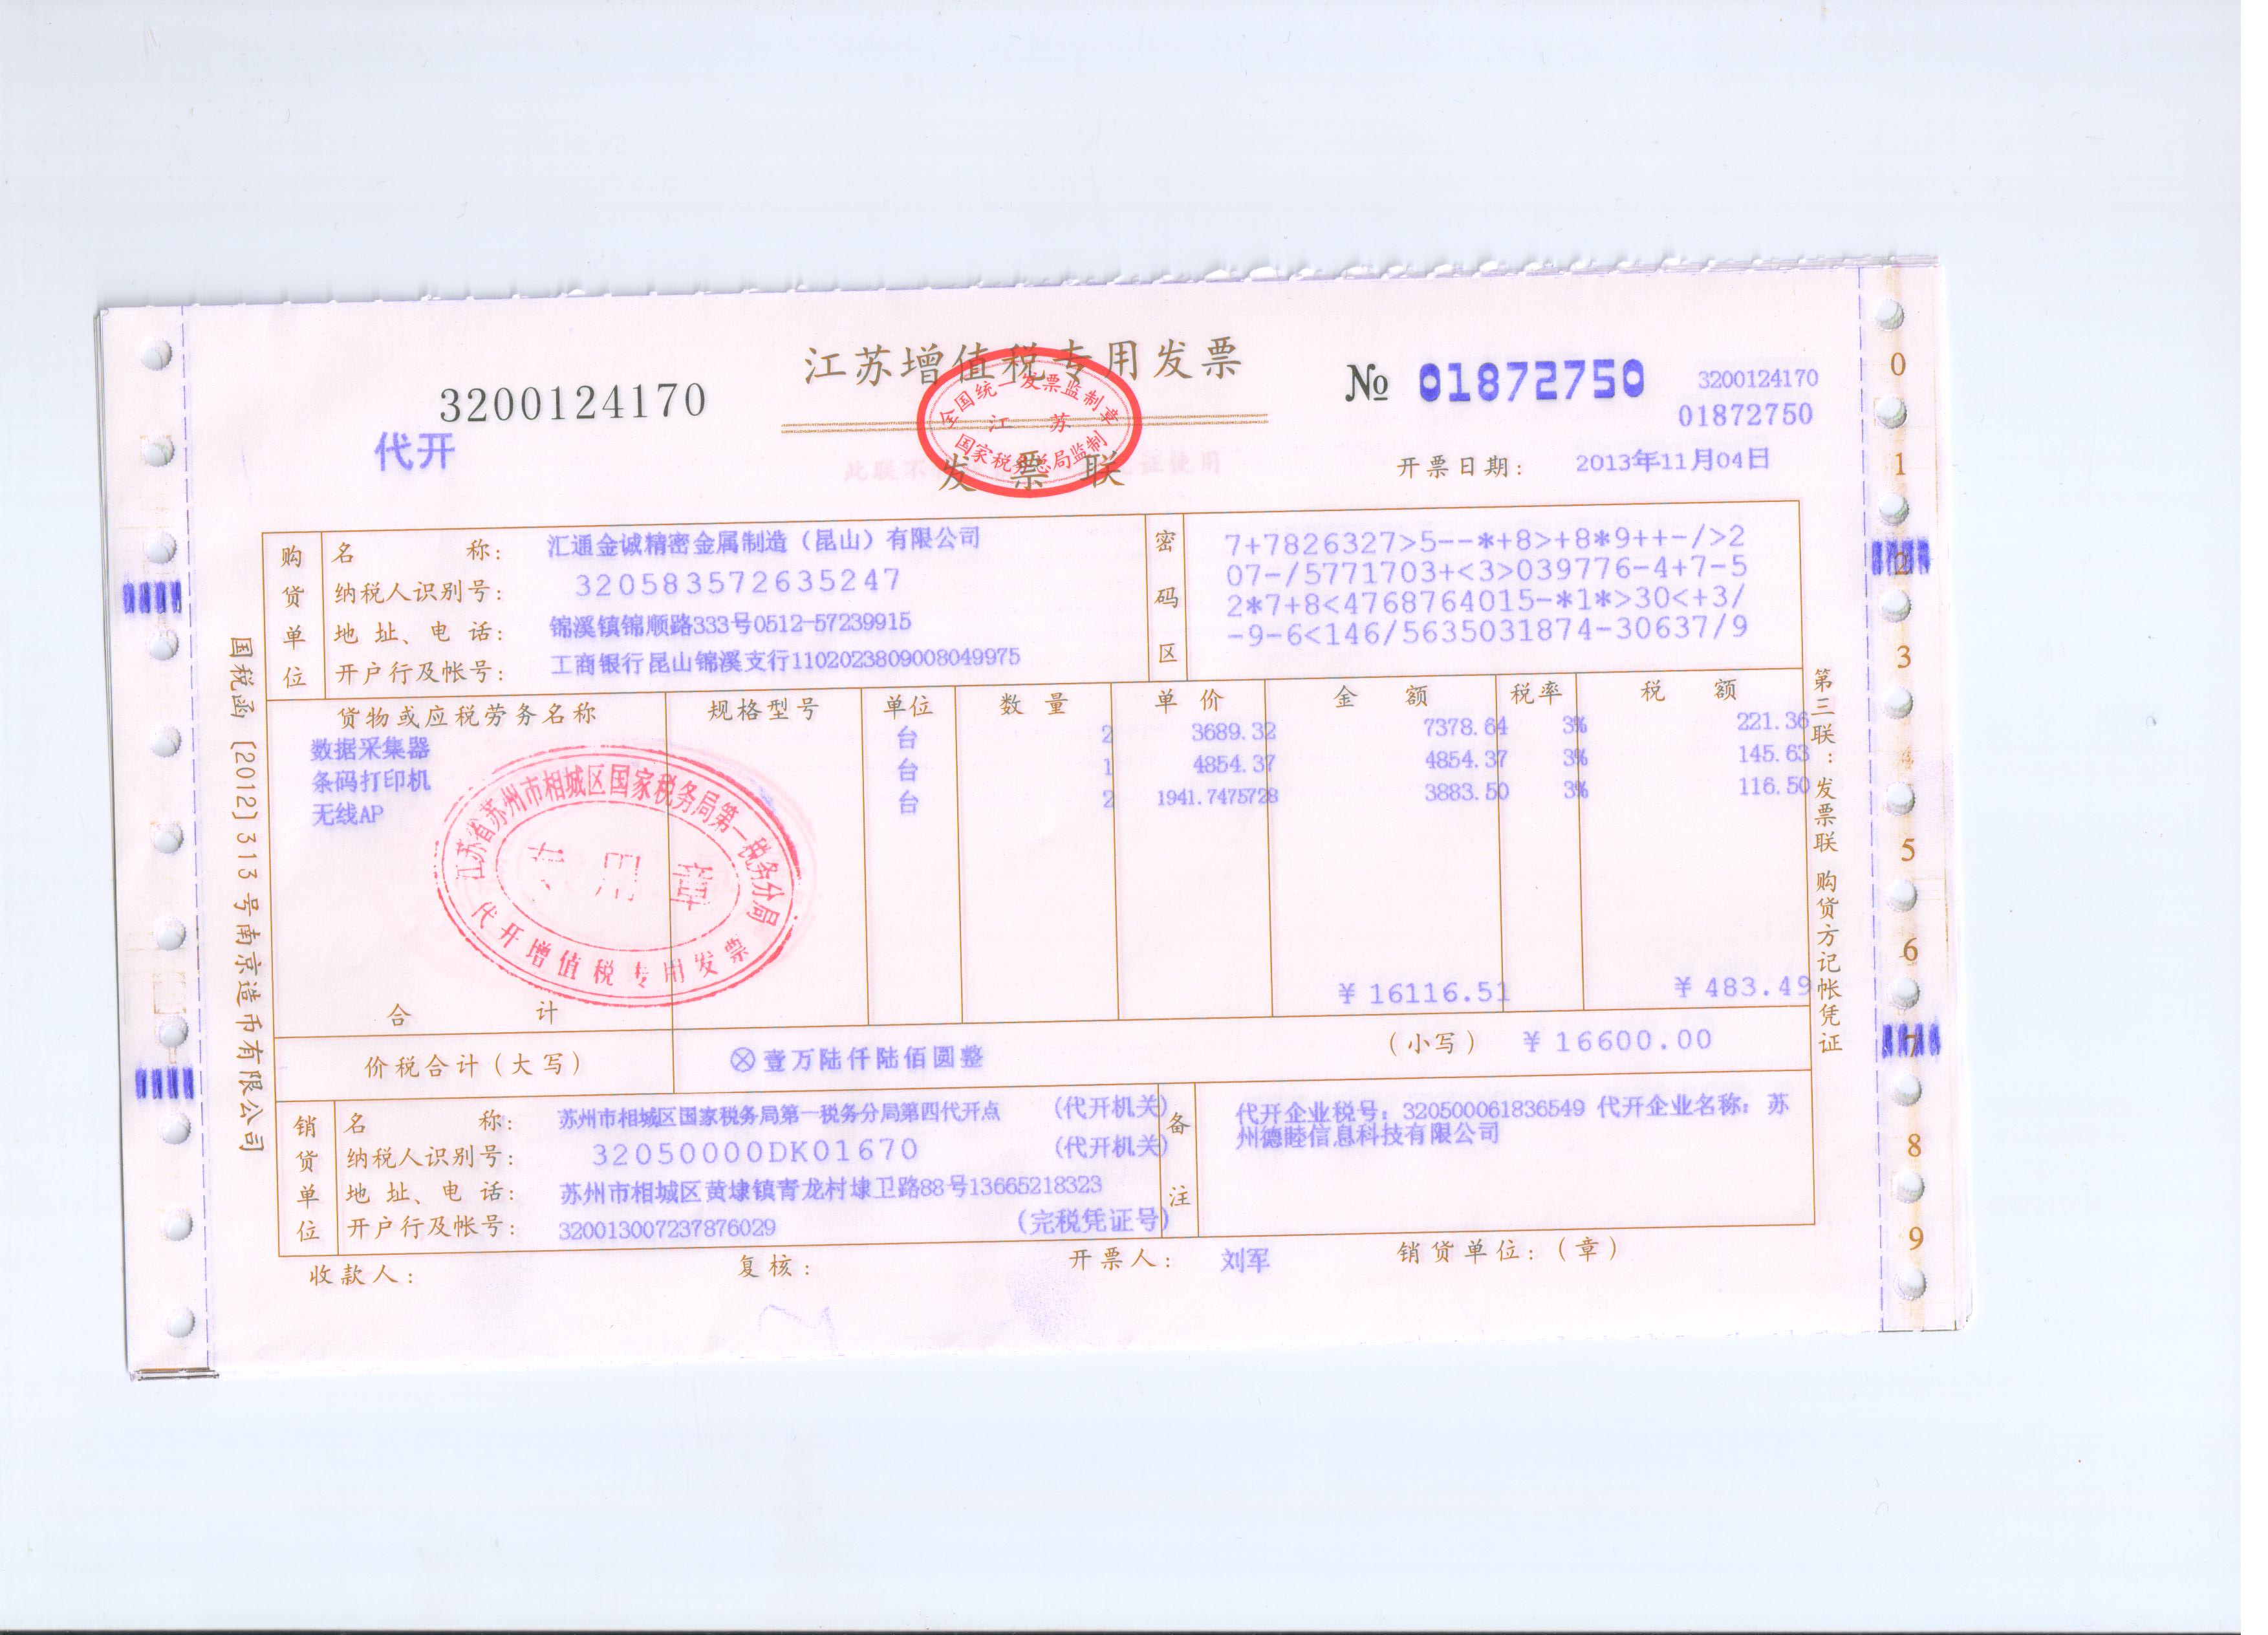 江苏增值税专用发票
3200124170
№ 01872750
3200124170
01872750
代开
全国统一发票监制章
江 苏
国家税务总局监制
发 票 联
开票日期: 2013年11月04日
购货单位
名 称: 汇通金诚精密金属制造（昆山）有限公司
纳税人识别号: 320583572635247
地 址、电 话: 锦溪镇锦顺路333号0512-57239915
开户行及帐号: 工商银行昆山锦溪支行1102023809008049975
密码区
7+7826327>5--*+8>+8*9++-/>2
07-/5771703+<3>039776-4+7-5
2*7+8<4768764015-*1*>30<+3/
-9-6<146/5635031874-30637/9
货物或应税劳务名称 规格型号 单位 数 量 单 价 金 额 税率 税 额
数据采集器 台 2 3689.32 7378.64 3% 221.36
条码打印机 台 1 4854.37 4854.37 3% 145.63
无线AP 台 2 1941.7475728 3883.50 3% 116.50
江苏省苏州市相城区国家税务局第一税务分局
专用章
代开增值税专用发票
合 计 ¥16116.51 ¥483.49
价税合计(大写) ⊗壹万陆仟陆佰圆整 (小写) ¥16600.00
销货单位
名 称: 苏州市相城区国家税务局第一税务分局第四代开点 (代开机关)
纳税人识别号: 32050000DK01670 (代开机关)
地 址、电 话: 苏州市相城区黄埭镇青龙村埭卫路88号13665218323
开户行及帐号: 320013007237876029 (完税凭证号)
备注
代开企业税号: 320500061836549 代开企业名称: 苏
州德睦信息科技有限公司
收款人: 复核: 开票人: 刘军 销货单位:(章)
国税函[2012]313号南京造币有限公司
第三联:发票联 购货方记帐凭证
0
1
2
3
5
6
7
8
9